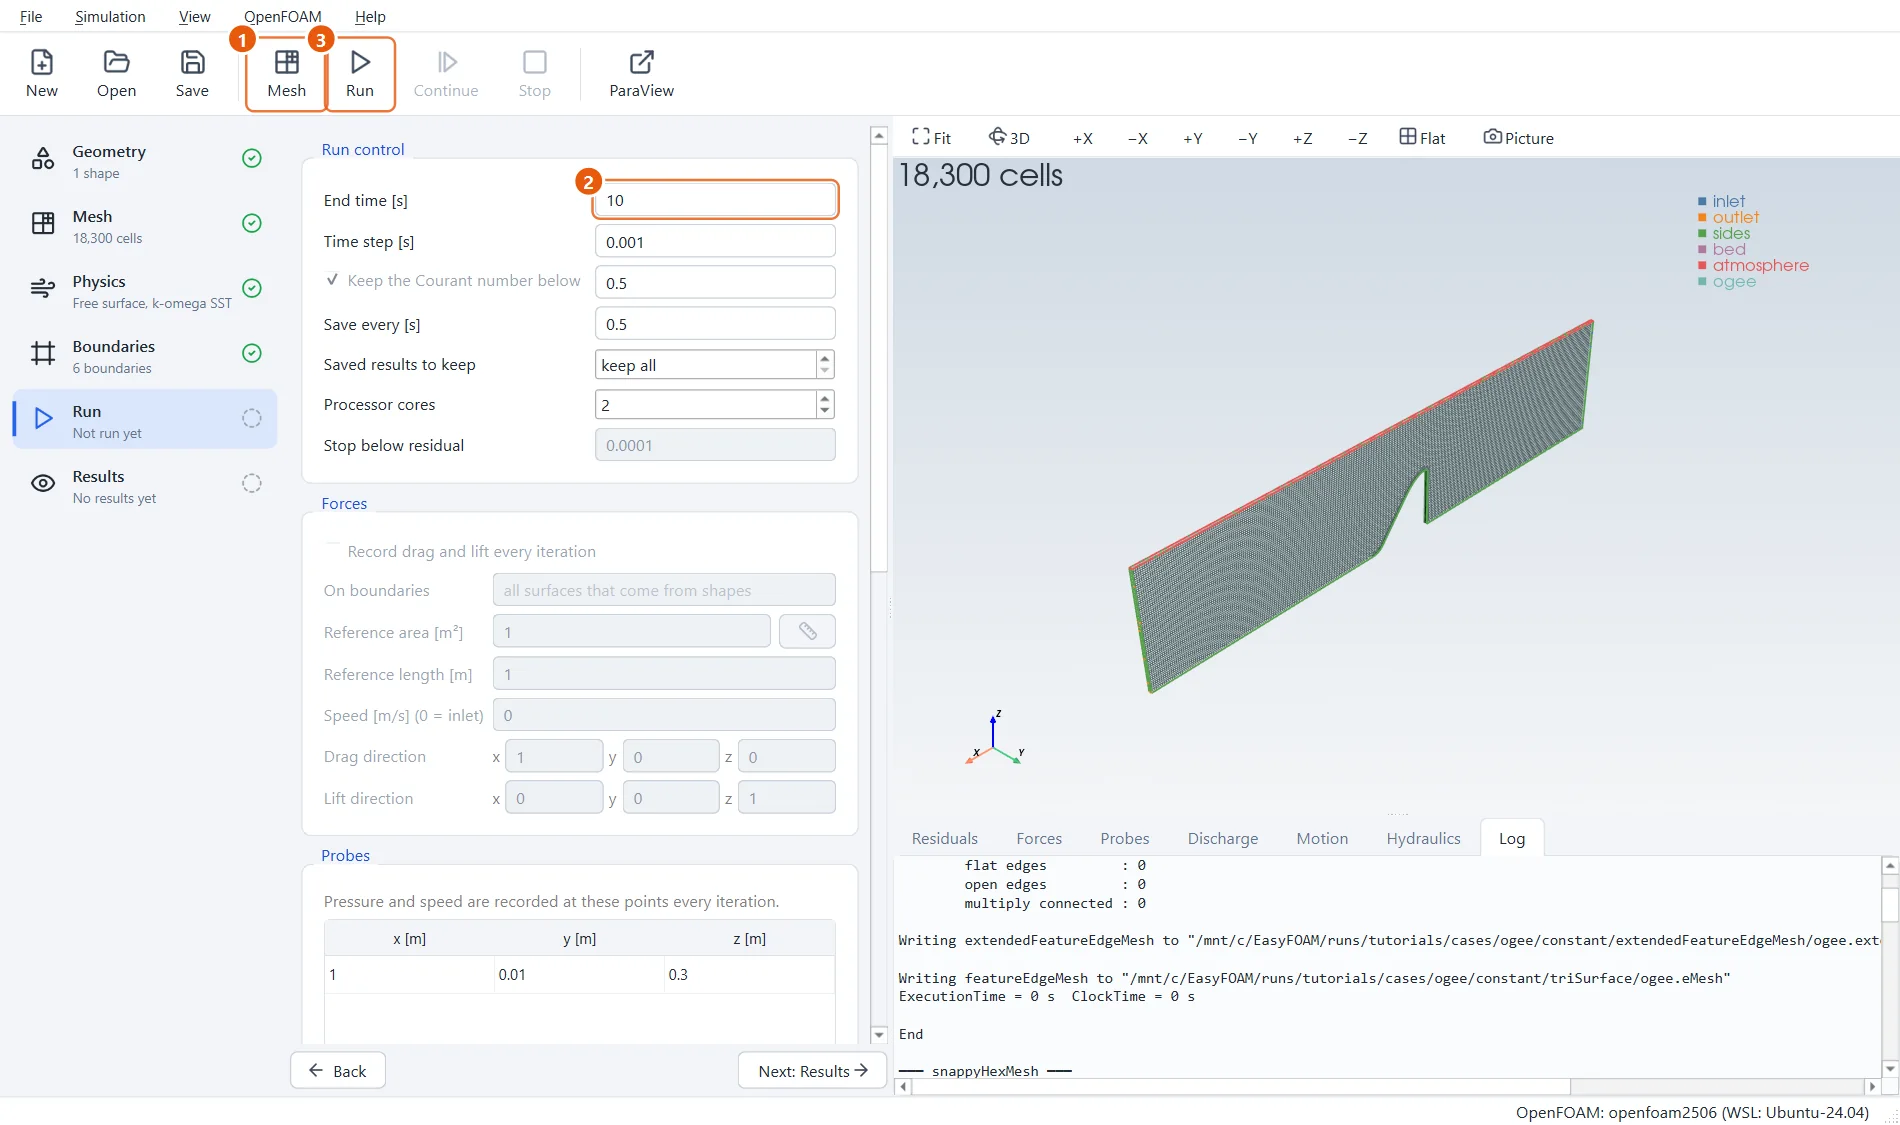 File Simulation View OpenFOAM Help
1 3
New Open Save Mesh Run Continue Stop ParaView
Geometry
1 shape
Mesh
18,300 cells
Physics
Free surface, k-omega SST
Boundaries
6 boundaries
Run
Not run yet
Results
No results yet
Run control
2
End time [s] 10
Time step [s] 0.001
Keep the Courant number below 0.5
Save every [s] 0.5
Saved results to keep keep all
Processor cores 2
Stop below residual 0.0001
Forces
Record drag and lift every iteration
On boundaries all surfaces that come from shapes
Reference area [m²] 1
Reference length [m] 1
Speed [m/s] (0 = inlet) 0
Drag direction x 1 y 0 z 0
Lift direction x 0 y 0 z 1
Probes
Pressure and speed are recorded at these points every iteration.
x [m] y [m] z [m]
1 0.01 0.3
Back Next: Results
Fit 3D +X −X +Y −Y +Z −Z Flat Picture
18,300 cells
inlet
outlet
sides
bed
atmosphere
ogee
Z
X Y
Residuals Forces Probes Discharge Motion Hydraulics Log
flat edges : 0
open edges : 0
multiply connected : 0
Writing extendedFeatureEdgeMesh to "/mnt/c/EasyFOAM/runs/tutorials/cases/ogee/constant/extendedFeatureEdgeMesh/ogee.ext
Writing featureEdgeMesh to "/mnt/c/EasyFOAM/runs/tutorials/cases/ogee/constant/triSurface/ogee.eMesh"
ExecutionTime = 0 s ClockTime = 0 s
End
─── snappyHexMesh ───
OpenFOAM: openfoam2506 (WSL: Ubuntu-24.04)